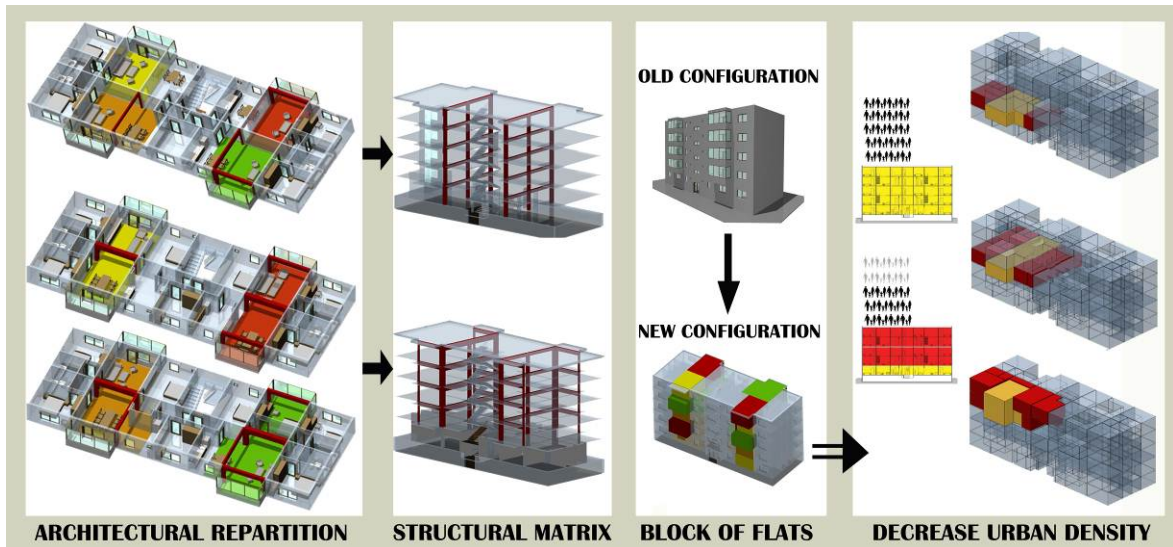 OLD CONFIGURATION
NEW CONFIGURATION
ARCHITECTURAL REPARTITION
STRUCTURAL MATRIX
BLOCK OF FLATS
DECREASE URBAN DENSITY